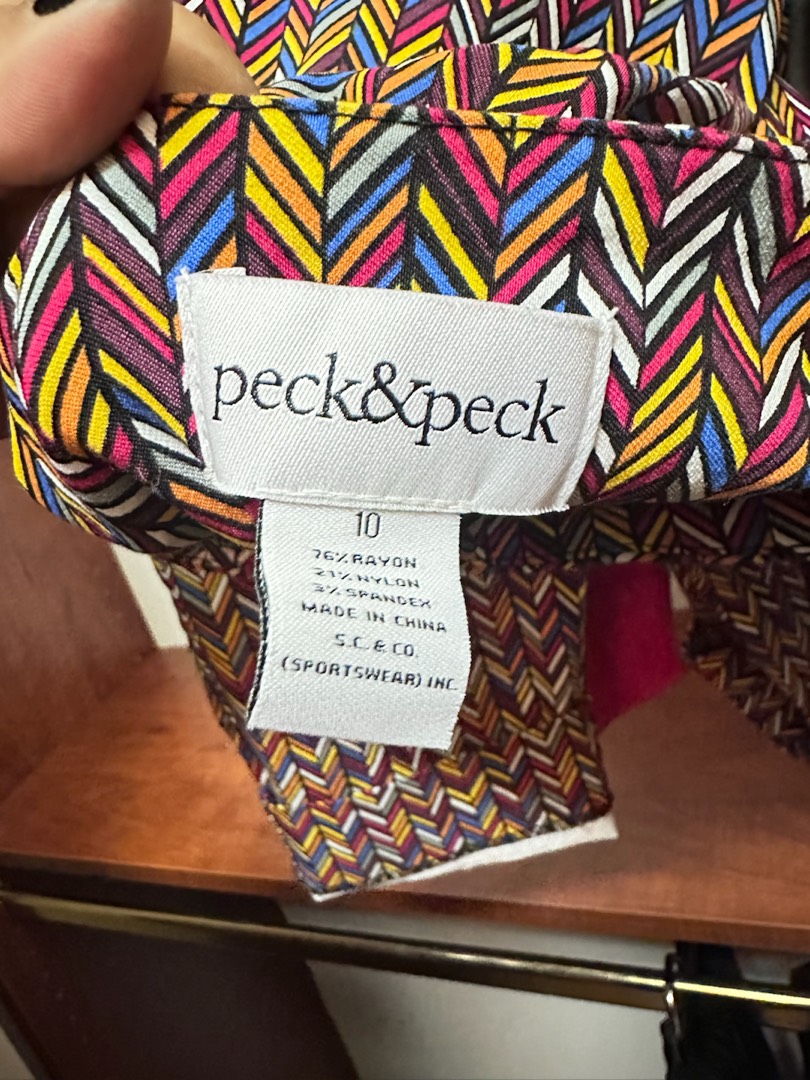 peck&peck
10
76% RAYON
21% NYLON
3% SPANDEX
MADE IN CHINA
S.C. & CO.
(SPORTSWEAR) INC.